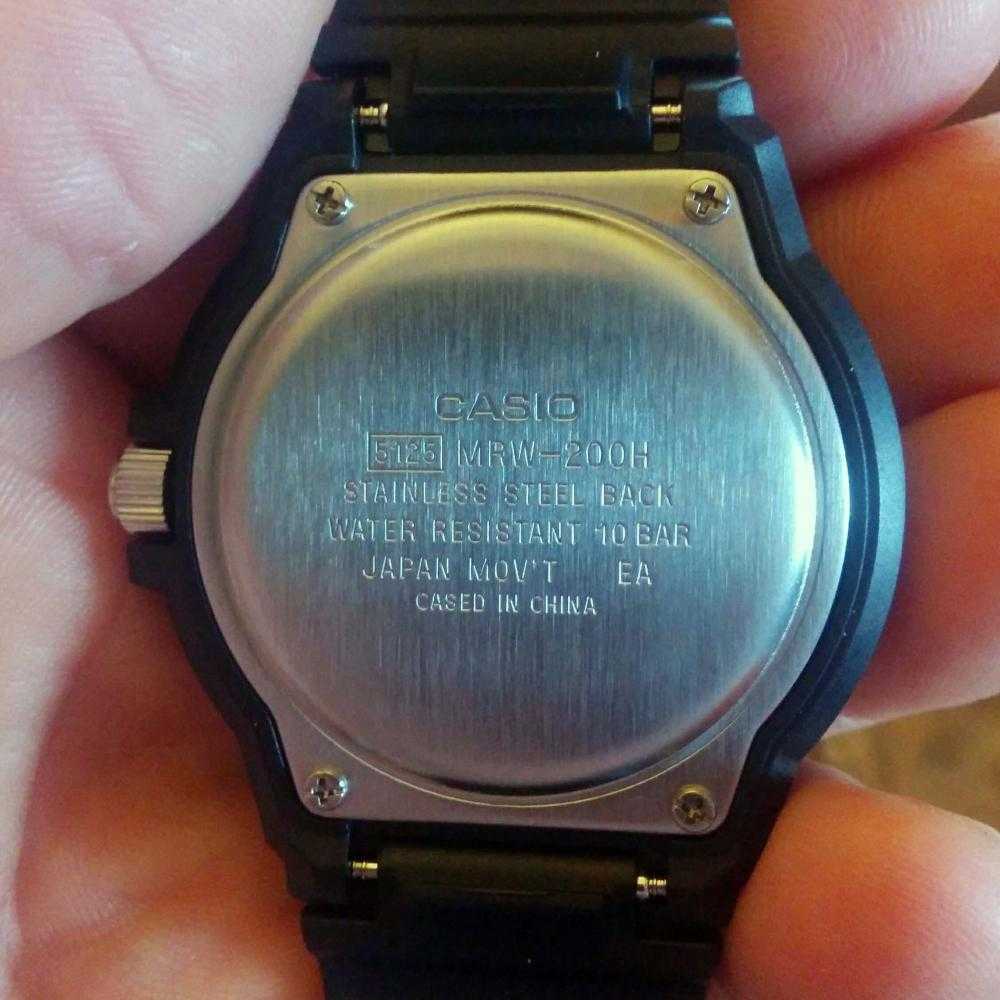 CASIO
5125 MRW-200H
STAINLESS STEEL BACK
WATER RESISTANT 10 BAR
JAPAN MOV'T EA
CASED IN CHINA